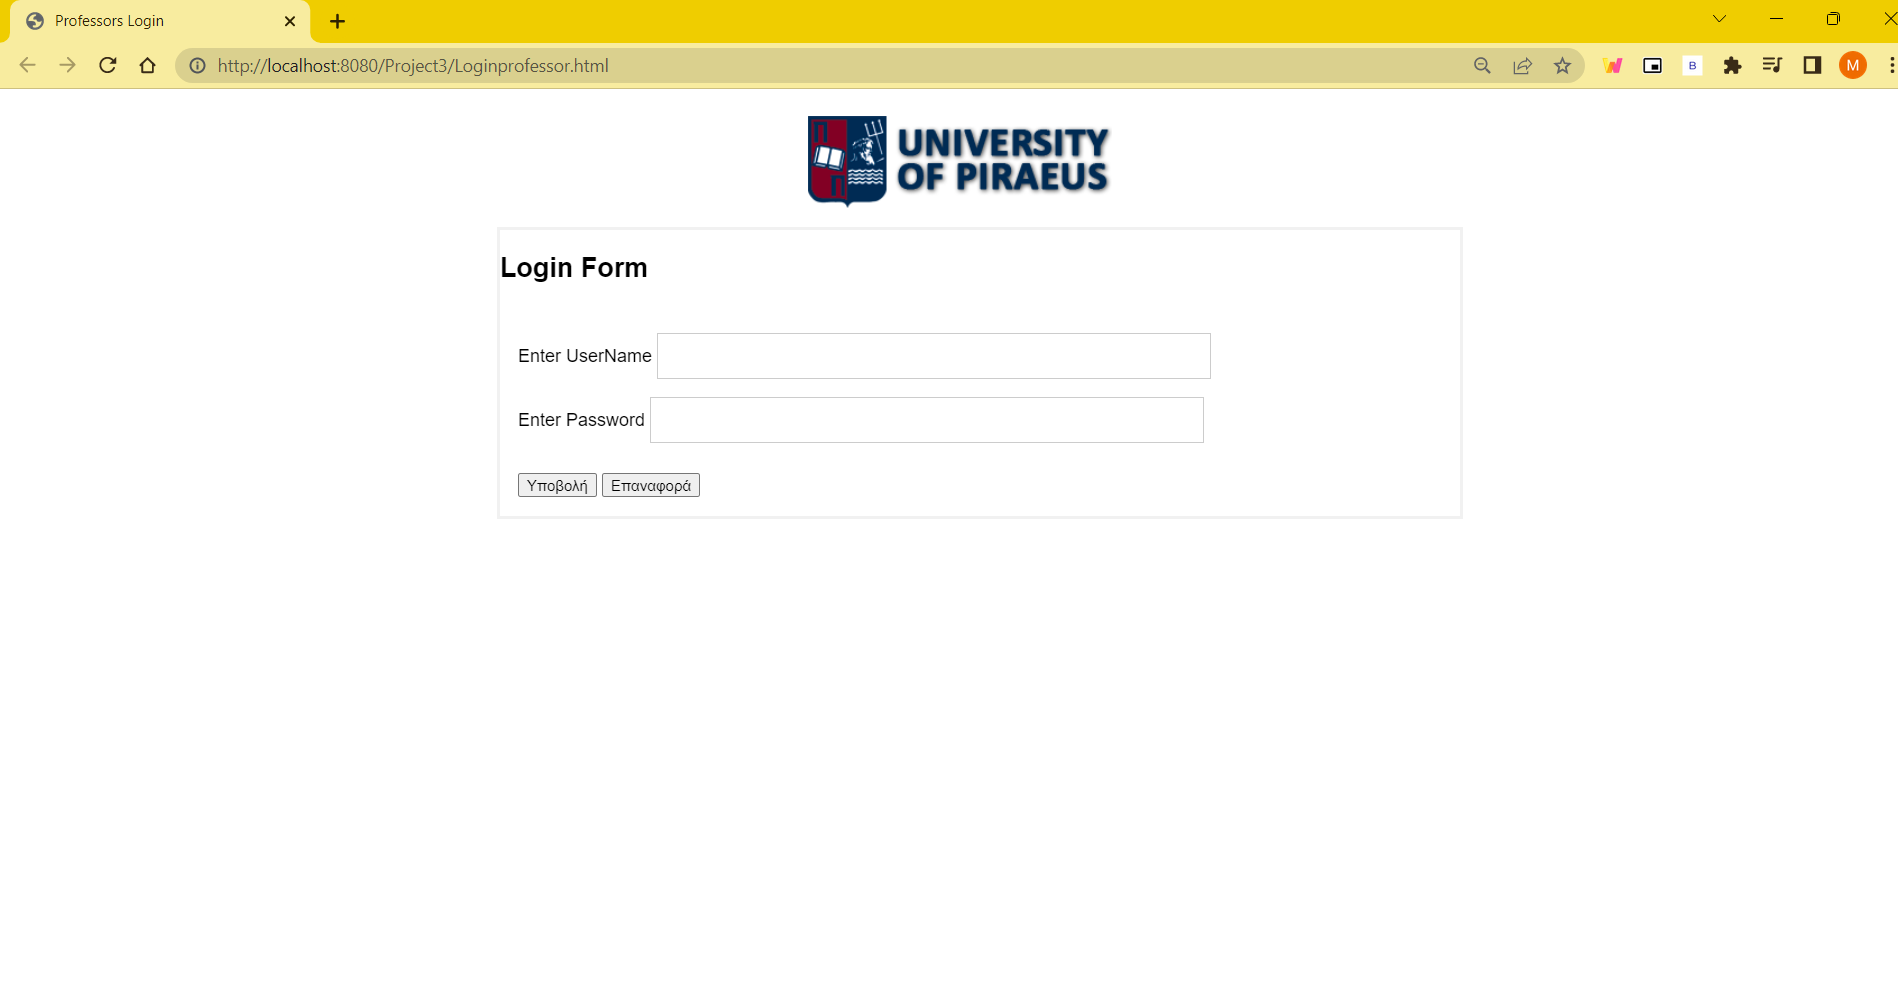 Professors Login
http://localhost:8080/Project3/Loginprofessor.html
B
M
UNIVERSITY
OF PIRAEUS
Login Form
Enter UserName
Enter Password
Υποβολή Επαναφορά